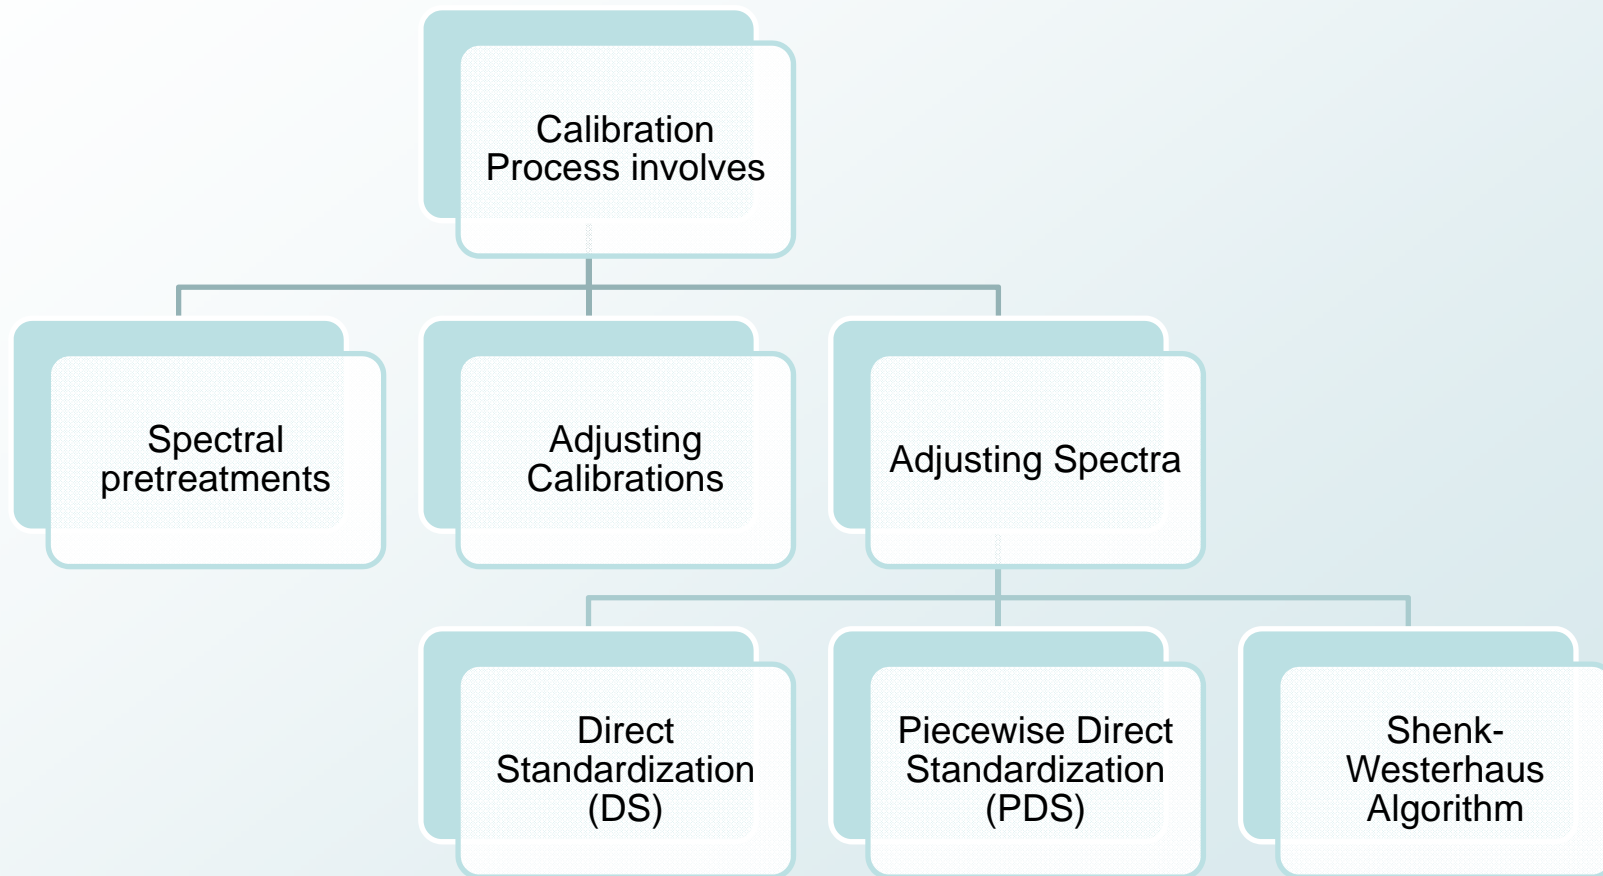 Calibration
Process involves
Spectral
pretreatments
Adjusting
Calibrations
Adjusting Spectra
Direct
Standardization
(DS)
Piecewise Direct
Standardization
(PDS)
Shenk-
Westerhaus
Algorithm